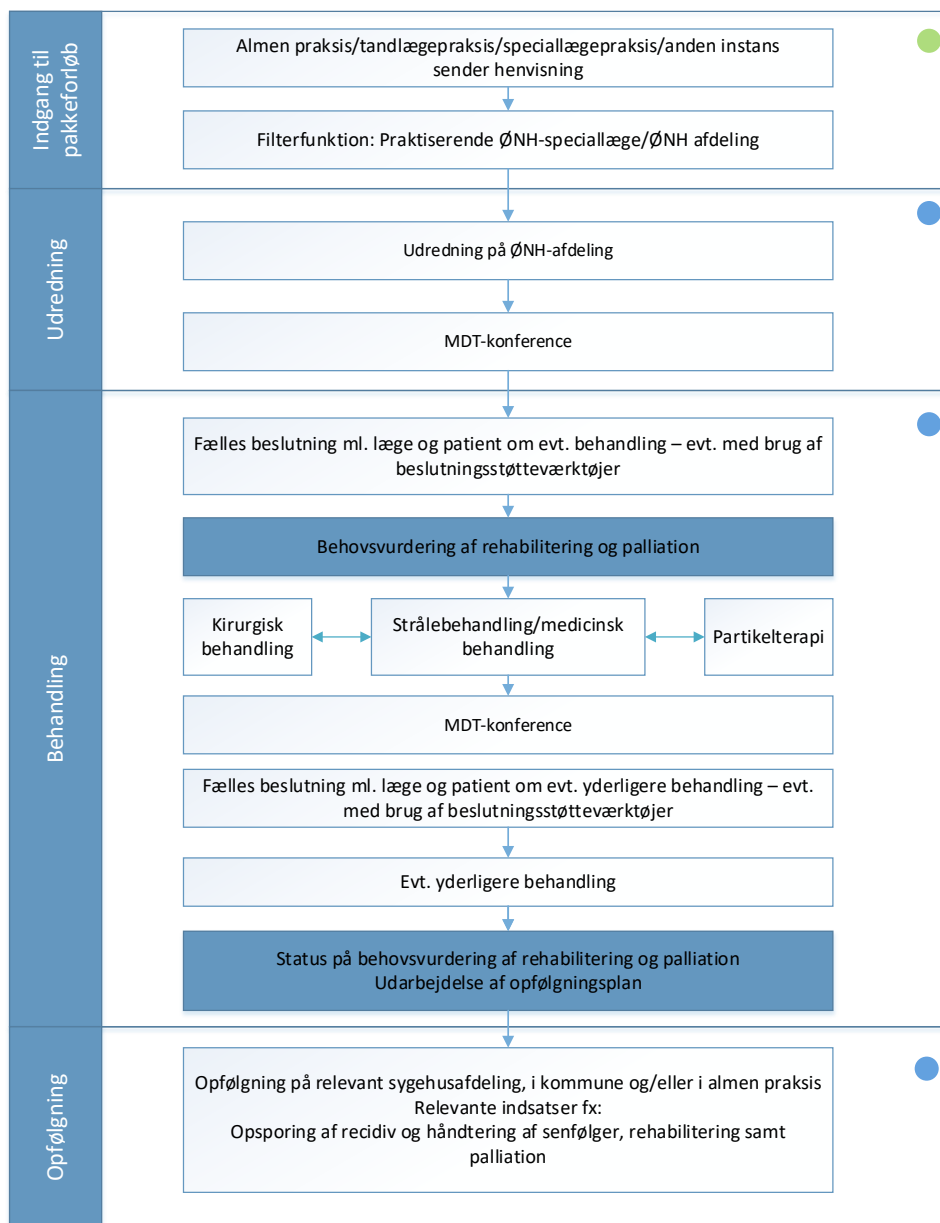 Indgang til
pakkeforløb
Almen praksis/tandlægepraksis/speciallægepraksis/anden instans
sender henvisning
Filterfunktion: Praktiserende ØNH-speciallæge/ØNH afdeling
Udredning
Udredning på ØNH-afdeling
MDT-konference
Behandling
Fælles beslutning ml. læge og patient om evt. behandling – evt. med brug af
beslutningsstøtteværktøjer
Behovsvurdering af rehabilitering og palliation
Kirurgisk
behandling
Strålebehandling/medicinsk
behandling
Partikelterapi
MDT-konference
Fælles beslutning ml. læge og patient om evt. yderligere behandling – evt.
med brug af beslutningsstøtteværktøjer
Evt. yderligere behandling
Status på behovsvurdering af rehabilitering og palliation
Udarbejdelse af opfølgningsplan
Opfølgning
Opfølgning på relevant sygehusafdeling, i kommune og/eller i almen praksis
Relevante indsatser fx:
Opsporing af recidiv og håndtering af senfølger, rehabilitering samt
palliation